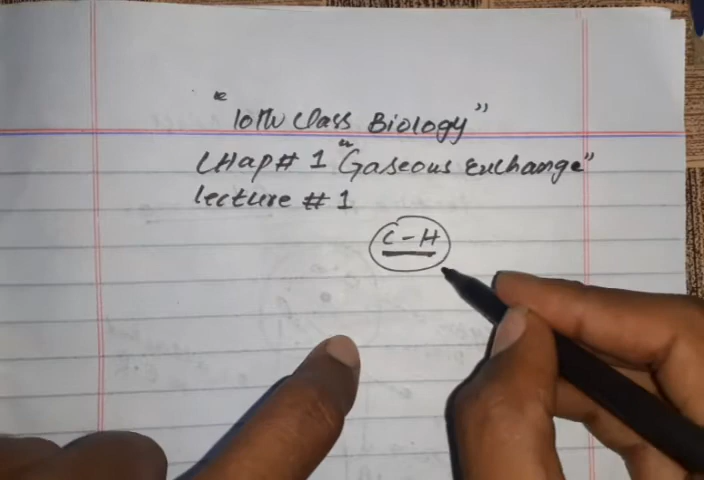 "10th Class Biology"
CHap# 1 "Gaseous Exchange"
lecture # 1
C-H